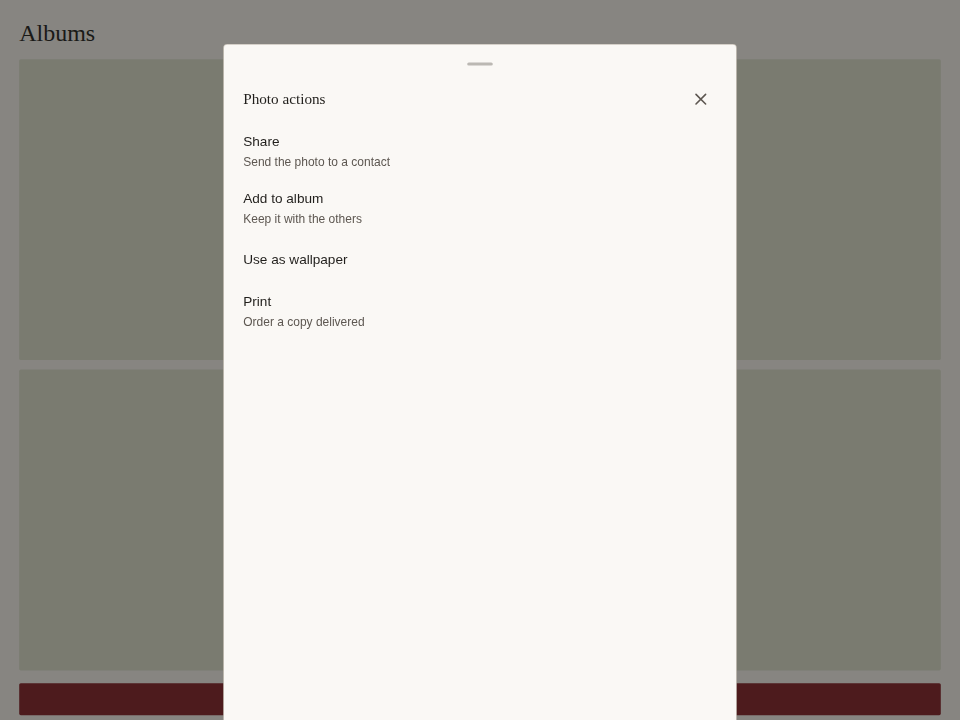 Albums
Photo actions
Share
Send the photo to a contact
Add to album
Keep it with the others
Use as wallpaper
Print
Order a copy delivered